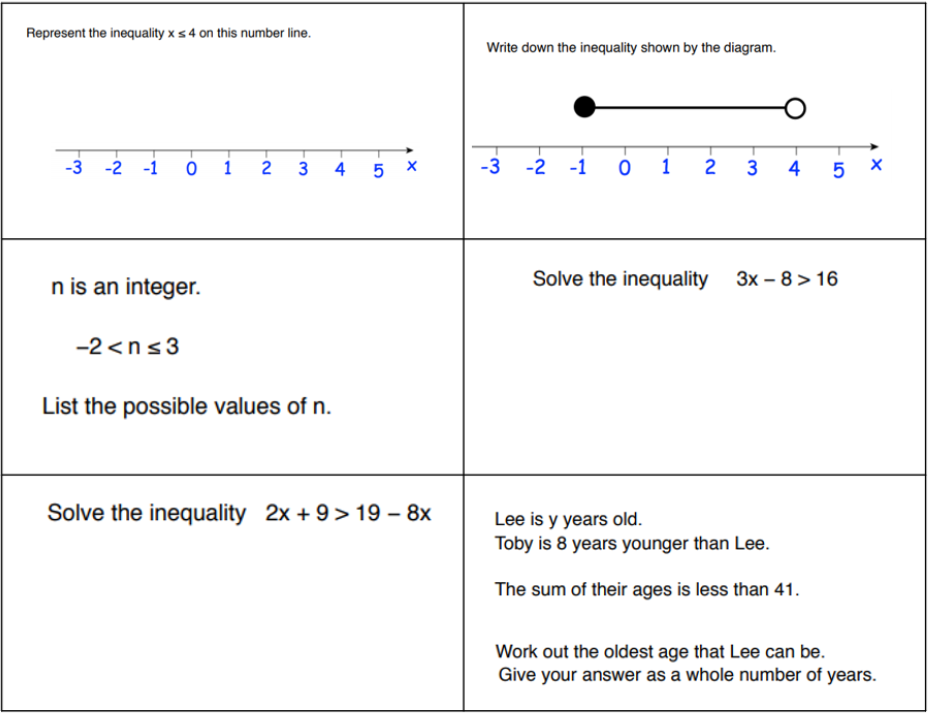 Represent the inequality x ≤ 4 on this number line.
-3 -2 -1 0 1 2 3 4 5 x
Write down the inequality shown by the diagram.
-3 -2 -1 0 1 2 3 4 5 x
n is an integer.
–2 < n ≤ 3
List the possible values of n.
Solve the inequality 3x – 8 > 16
Solve the inequality 2x + 9 > 19 – 8x
Lee is y years old.
Toby is 8 years younger than Lee.
The sum of their ages is less than 41.
Work out the oldest age that Lee can be.
Give your answer as a whole number of years.